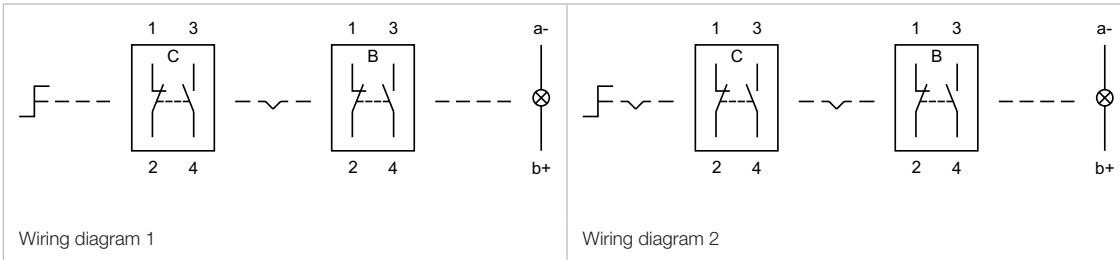 1 3 1 3 a-
C B
2 4 2 4 b+
Wiring diagram 1
1 3 1 3 a-
C B
2 4 2 4 b+
Wiring diagram 2